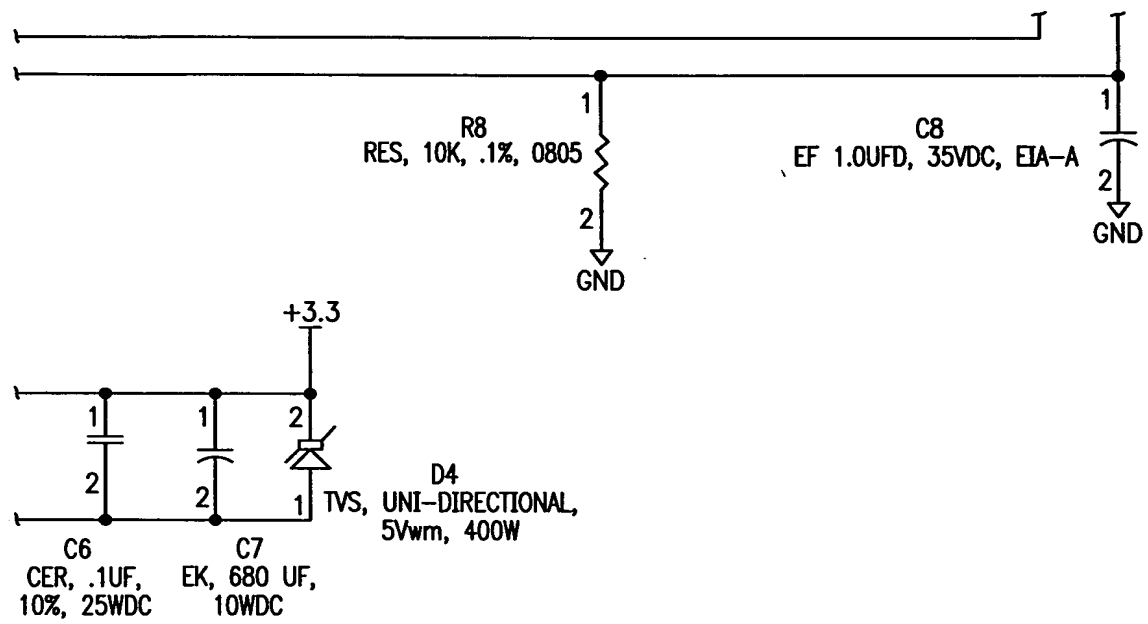 1
R8
RES, 10K, .1%, 0805
2
GND
1
C8
EF 1.0UFD, 35VDC, EIA-A
2
GND
+3.3
1
2
1
2
2
1
D4
TVS, UNI-DIRECTIONAL,
5Vwm, 400W
C6
CER, .1UF,
10%, 25WDC
C7
EK, 680 UF,
10WDC